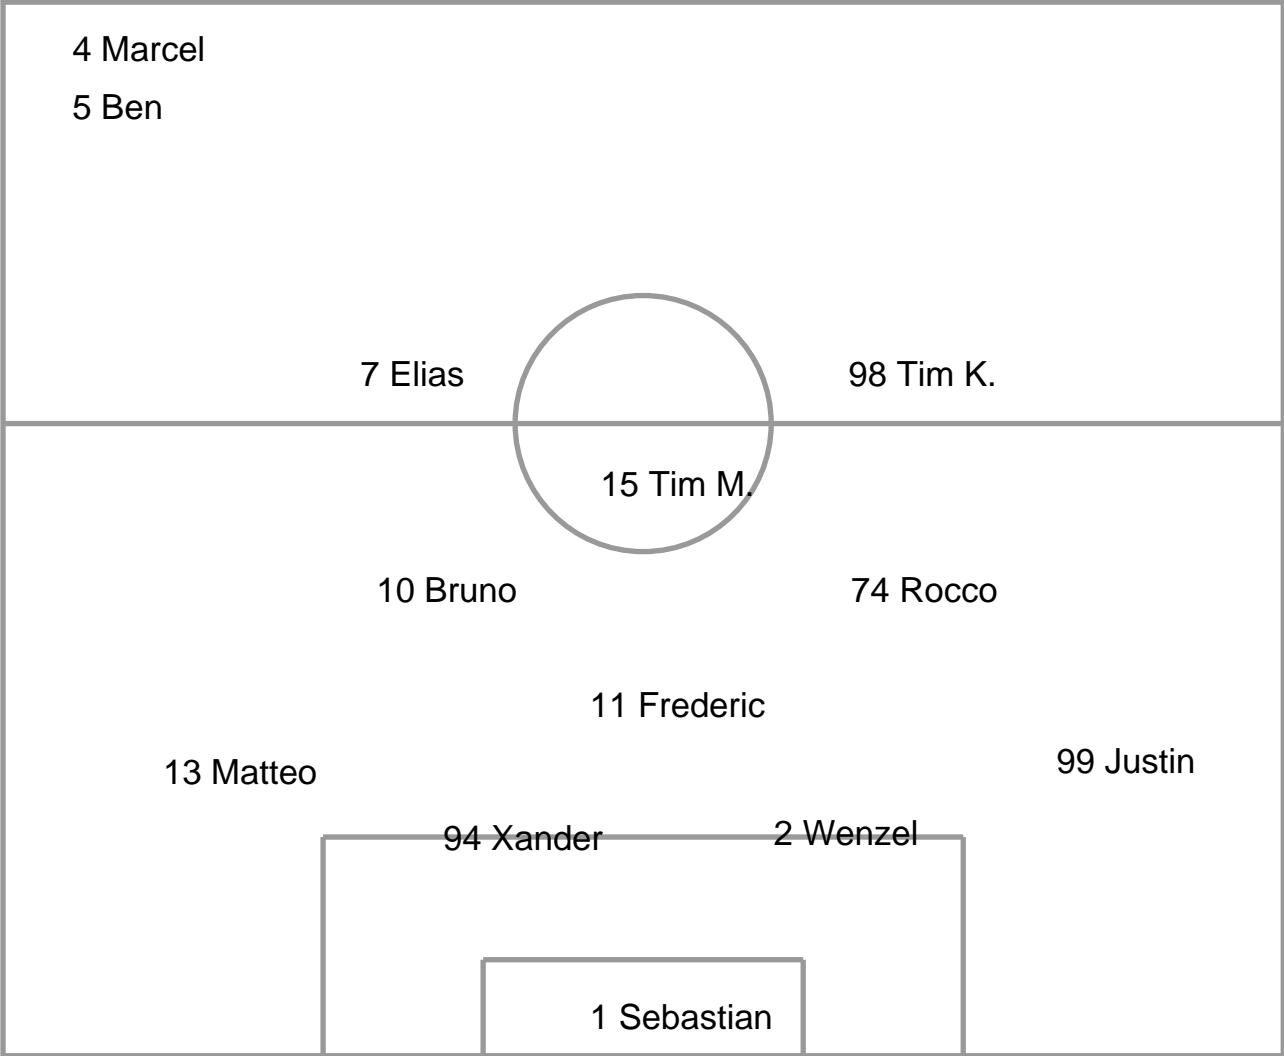 4 Marcel
5 Ben
7 Elias
98 Tim K.
15 Tim M.
10 Bruno
74 Rocco
11 Frederic
13 Matteo
99 Justin
94 Xander
2 Wenzel
1 Sebastian